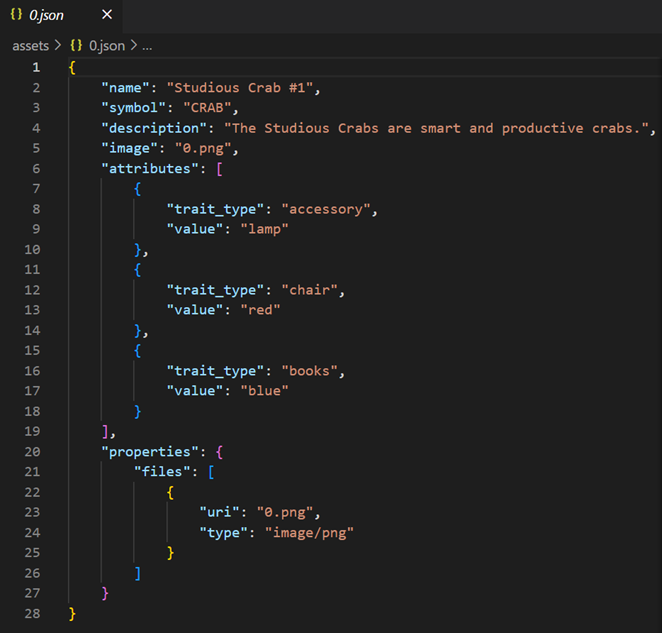 {} 0.json ×
assets > {} 0.json > ...
1 {
2     "name": "Studious Crab #1",
3     "symbol": "CRAB",
4     "description": "The Studious Crabs are smart and productive crabs.",
5     "image": "0.png",
6     "attributes": [
7         {
8             "trait_type": "accessory",
9             "value": "lamp"
10         },
11         {
12             "trait_type": "chair",
13             "value": "red"
14         },
15         {
16             "trait_type": "books",
17             "value": "blue"
18         }
19     ],
20     "properties": {
21         "files": [
22             {
23                 "uri": "0.png",
24                 "type": "image/png"
25             }
26         ]
27     }
28 }